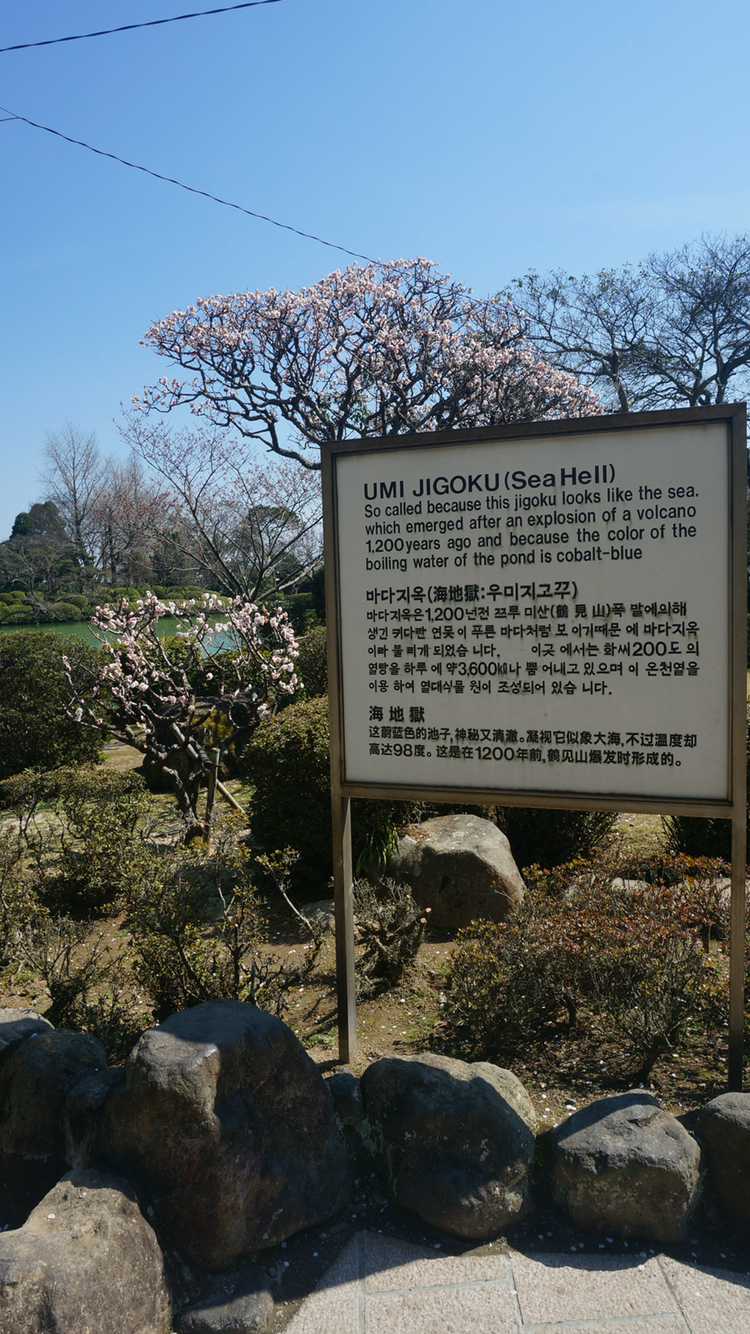 UMI JIGOKU (Sea Hell)
So called because this jigoku looks like the sea.
which emerged after an explosion of a volcano
1,200 years ago and because the color of the
boiling water of the pond is cobalt-blue
바다지옥(海地獄:우미지고꾸)
바다지옥은1,200년전 쯔루 미산(鶴見山)폭 발에의해
생긴 커다란 연못 이 푸른 바다처럼 보 이기때문 에 바다지옥
이라 불 리게 되었습 니다. 이곳 에서는 화씨200도 의
열탕을 하루 에 약3,600㎘나 뿜 어내고 있으며 이 온천열을
이용 하여 열대식물 원이 조성되어 있습 니다.
海地獄
这蔚蓝色的池子,神秘又清澈。凝视它似象大海,不过温度却
高达98度。这是在1200年前,鹤见山爆发时形成的。